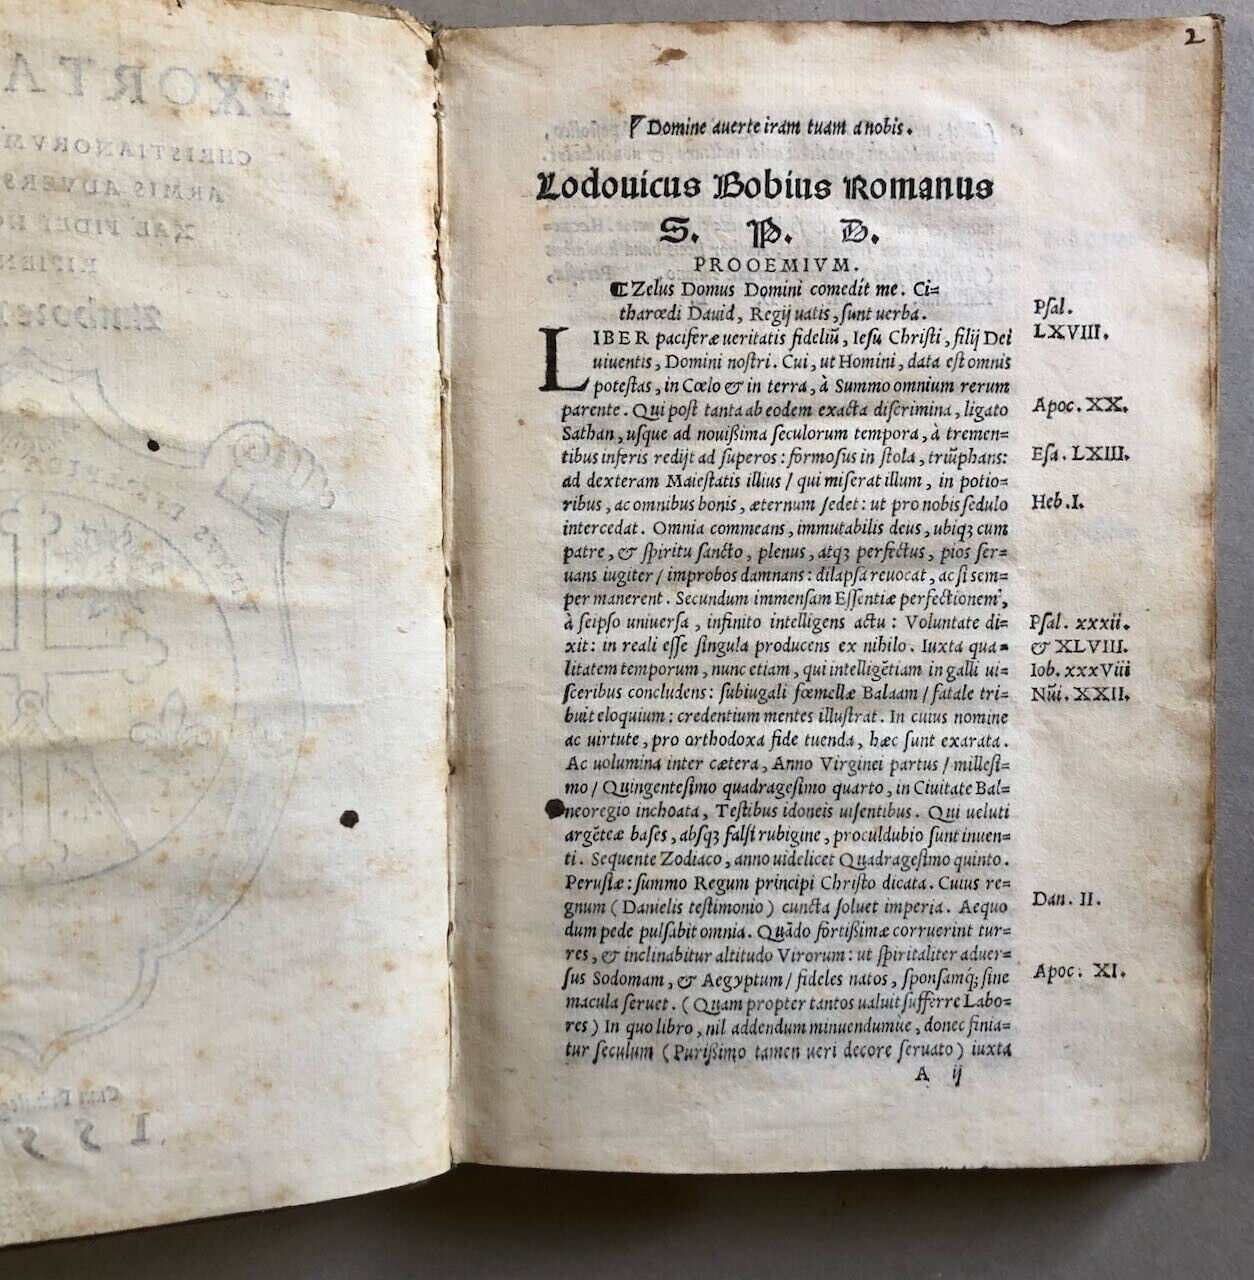 2
Domine auerte iram tuam a nobis.
Lodouicus Bobius Romanus
S. P. D.
PROOEMIVM.
Zelus Domus Domini comedit me. Ci=
tharœdi Dauid, Regij uatis, sunt uerba.
Psal.
LXVIII.
LIBER paciferæ ueritatis fideliũ, Iesu Christi, filij Dei
uiuentis, Domini nostri. Cui, ut Homini, data est omnis
potestas, in Cœlo & in terra, à Summo omnium rerum
parente. Qui post tanta ab eodem exacta discrimina, ligato
Apoc. XX.
Sathan, usque ad nouißima seculorum tempora, à tremen=
tibus inferis redijt ad superos: formosus in stola, triũphans:
Esa. LXIII.
ad dexteram Maiestatis illius / qui miserat illum, in potio=
ribus, ac omnibus bonis, æternum sedet: ut pro nobis sedulo
Heb. I.
intercedat. Omnia commeans, immutabilis deus, ubiqꝫ cum
patre, & spiritu sancto, plenus, atqꝫ perfectus, pios ser=
uans iugiter / improbos damnans: dilapsa reuocat, ac si sem=
per manerent. Secundum immensam Essentiæ perfectionem,
à seipso uniuersa, infinito intelligens actu: Voluntate di=
Psal. xxxii.
xit: in reali esse singula producens ex nihilo. Iuxta qua=
& XLVIII.
litatem temporum, nunc etiam, qui intelligẽtiam in galli ui=
Iob. xxxViii
sceribus concludens: subiugali fœmellæ Balaam / fatale tri=
Nũi. XXII.
buit eloquium: credentium mentes illustrat. In cuius nomine
ac uirtute, pro orthodoxa fide tuenda, hæc sunt exarata.
Ac uolumina inter cætera, Anno Virginei partus / millesi=
mo / Quingentesimo quadragesimo quarto, in Ciuitate Bal=
neoregio inchoata, Testibus idoneis uisentibus. Qui ueluti
argẽteæ bases, absqꝫ falsi rubigine, proculdubio sunt inuen=
ti. Sequente Zodiaco, anno uidelicet Quadragesimo quinto.
Perusiæ: summo Regum principi Christo dicata. Cuius re=
gnum (Danielis testimonio) cuncta soluet imperia. Aequo
Dan. II.
dum pede pulsabit omnia. Quãdo fortißimæ corruerint tur=
res, & inclinabitur altitudo Virorum: ut spiritaliter aduer=
sus Sodomam, & Aegyptum / fideles natos, sponsamq́; sine
Apoc. XI.
macula seruet. (Quam propter tantos ualuit sufferre Labo=
res) In quo libro, nil addendum minuendumue, donec finia=
tur seculum (Purißimo tamen ueri decore seruato) iuxta
A ij